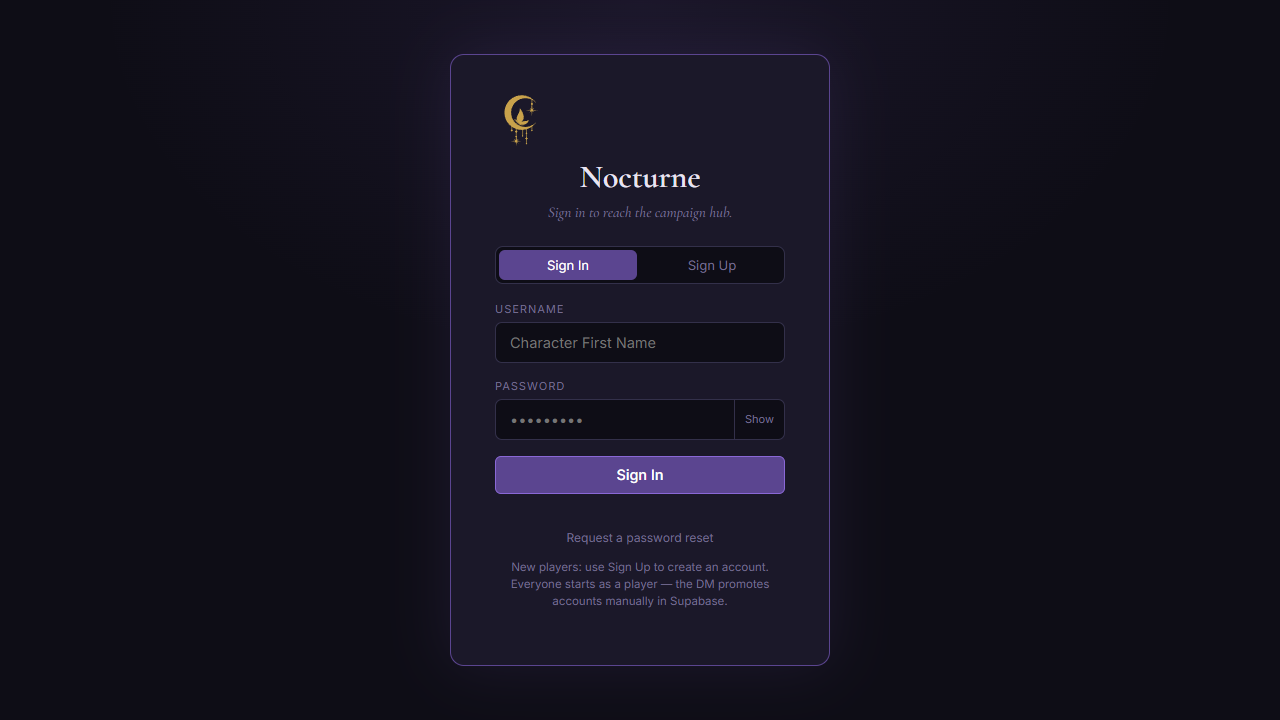 Nocturne
Sign in to reach the campaign hub.
Sign In
Sign Up
USERNAME
Character First Name
PASSWORD
•••••••••
Show
Sign In
Request a password reset
New players: use Sign Up to create an account.
Everyone starts as a player — the DM promotes
accounts manually in Supabase.